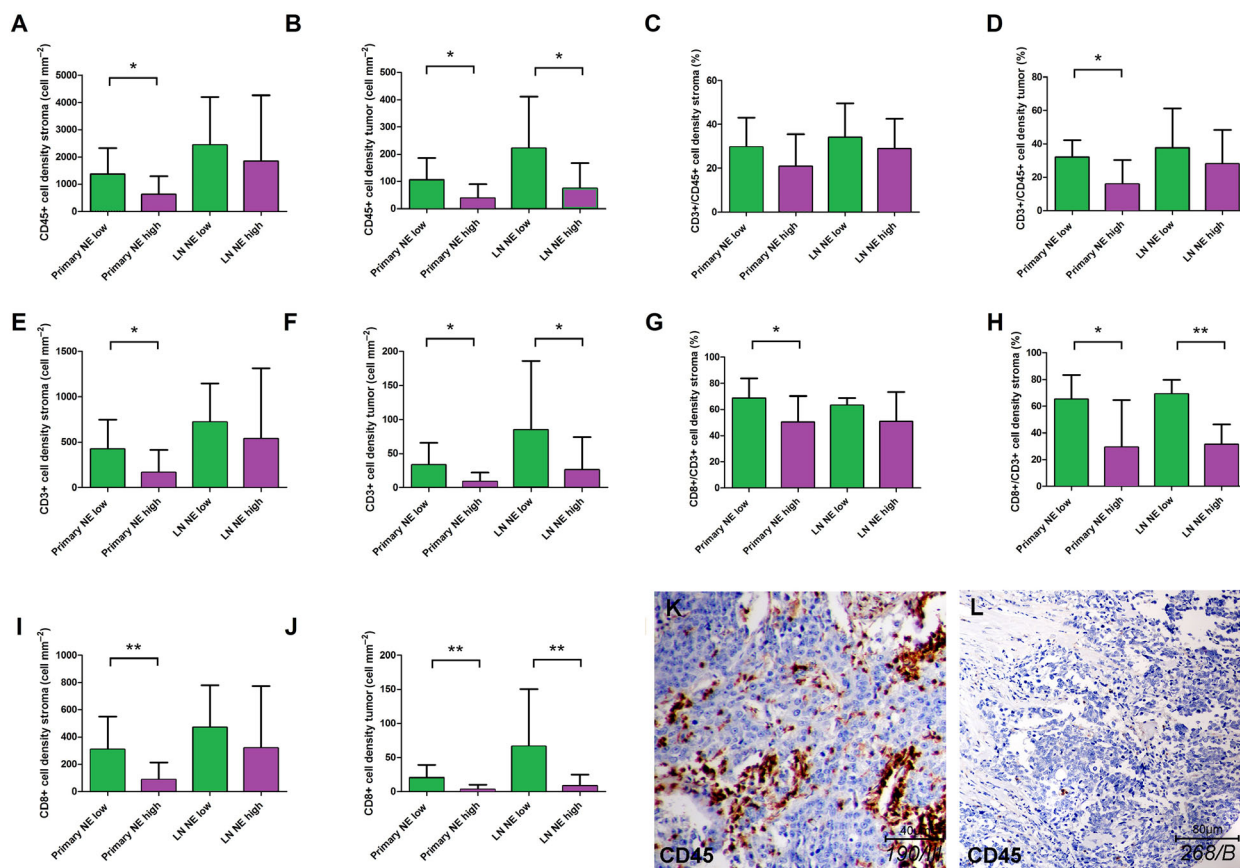 A
CD45+ cell density stroma (cell mm−2)
5000
4000
3000
2000
1000
0
*
Primary NE low
Primary NE high
LN NE low
LN NE high
B
CD45+ cell density tumor (cell mm−2)
500
400
300
200
100
0
*
*
Primary NE low
Primary NE high
LN NE low
LN NE high
C
CD3+/CD45+ cell density stroma (%)
60
40
20
0
Primary NE low
Primary NE high
LN NE low
LN NE high
D
CD3+/CD45+ cell density tumor (%)
80
60
40
20
0
*
Primary NE low
Primary NE high
LN NE low
LN NE high
E
CD3+ cell density stroma (cell mm−2)
1500
1000
500
0
*
Primary NE low
Primary NE high
LN NE low
LN NE high
F
CD3+ cell density tumor (cell mm−2)
200
150
100
50
0
*
*
Primary NE low
Primary NE high
LN NE low
LN NE high
G
CD8+/CD3+ cell density stroma (%)
100
80
60
40
20
0
*
Primary NE low
Primary NE high
LN NE low
LN NE high
H
CD8+/CD3+ cell density stroma (%)
100
80
60
40
20
0
*
**
Primary NE low
Primary NE high
LN NE low
LN NE high
I
CD8+ cell density stroma (cell mm−2)
1000
800
600
400
200
0
**
Primary NE low
Primary NE high
LN NE low
LN NE high
J
CD8+ cell density tumor (cell mm−2)
200
150
100
50
0
**
**
Primary NE low
Primary NE high
LN NE low
LN NE high
K
40µm
CD45
190/III
L
80µm
CD45
268/B